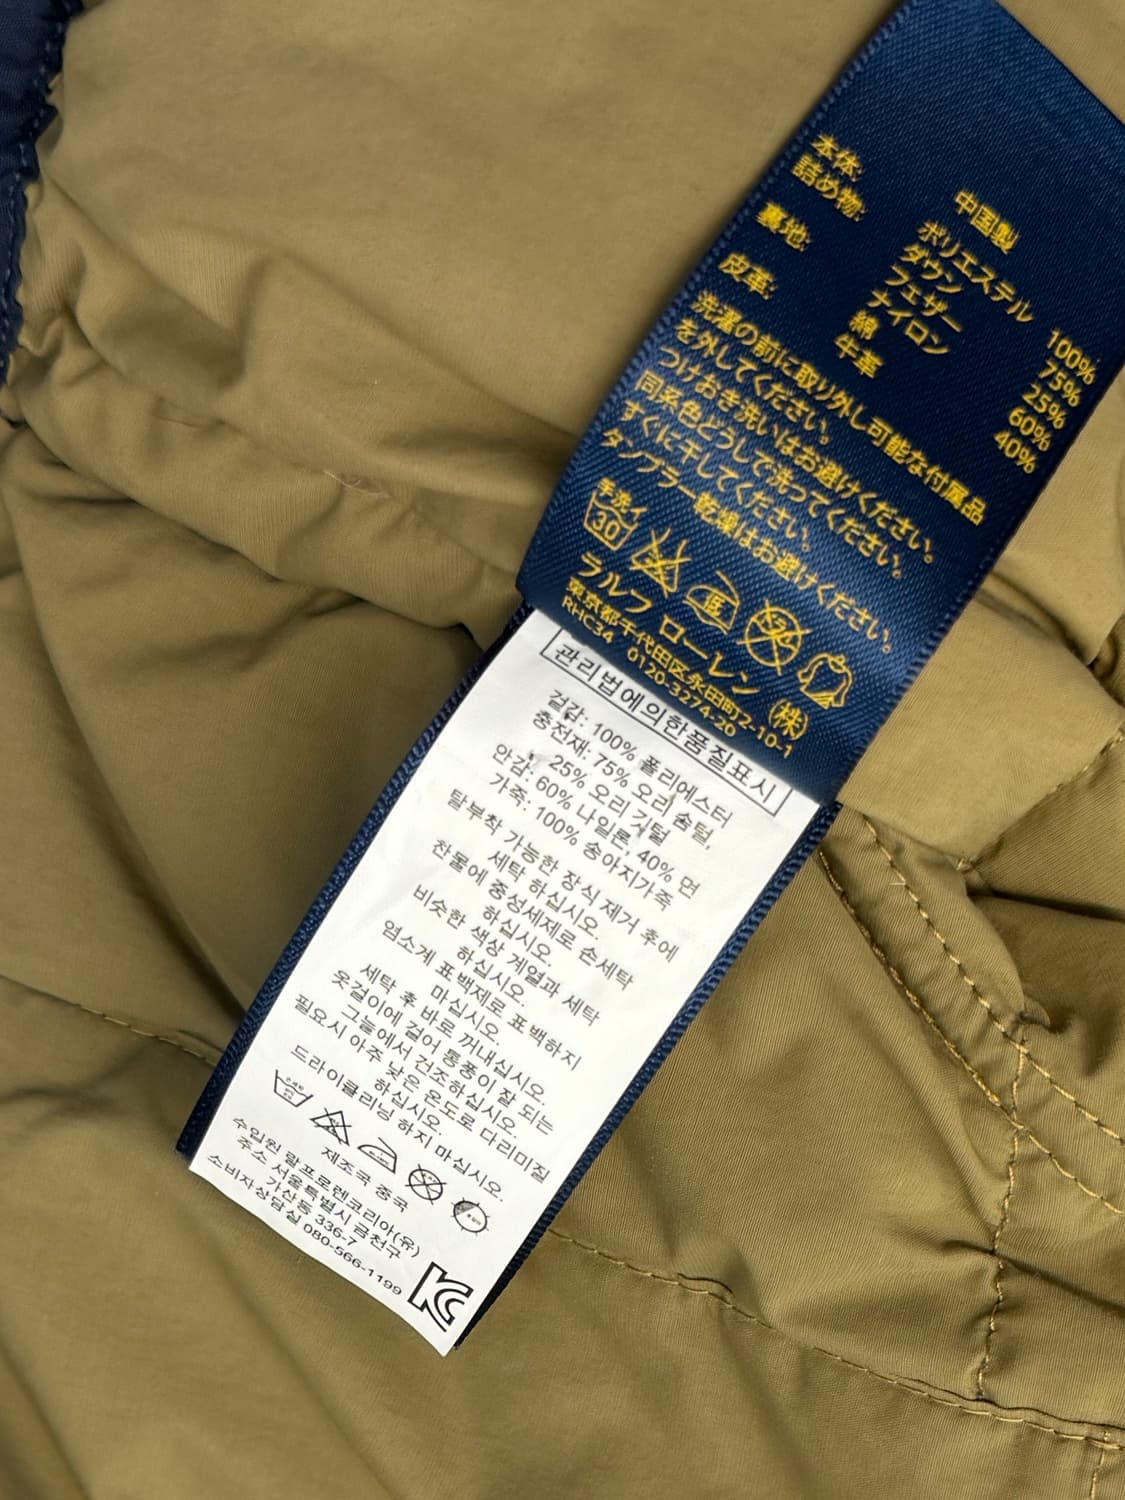 中国製
本体: ポリエステル 100%
詰め物: ダウン 75%
フェザー 25%
裏地: ナイロン 60%
綿 40%
皮革: 牛革
洗濯の前に取り外し可能な付属品
を外してください。
つけおき洗いはお避けください。
同系色どうしで洗ってください。
すぐに干してください。
タンブラー乾燥はお避けください。
手洗イ
30
ラルフ ローレン (株)
東京都千代田区永田町2-10-1
RHC34 0120-3274-20
관리법에의한품질표시
겉감: 100% 폴리에스터
충전재: 75% 오리 솜털,
25% 오리 깃털
안감: 60% 나일론, 40% 면
가죽: 100% 송아지가죽
탈부착 가능한 장식 제거 후에
세탁 하십시오.
찬물에 중성세제로 손세탁
하십시오.
비슷한 색상 계열과 세탁
하십시오.
염소계 표백제로 표백하지
마십시오.
세탁 후 바로 꺼내십시오.
옷걸이에 걸어 통풍이 잘 되는
그늘에서 건조하십시오.
필요시 아주 낮은 온도로 다리미질
하십시오.
드라이클리닝 하지 마십시오.
제조국 중국
수입원 랄프로렌코리아(유)
주소 서울특별시 금천구
가산동 336-7
소비자상담실 080-566-1199